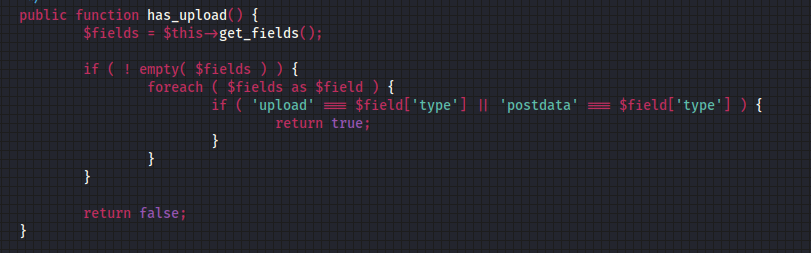 public function has_upload() {
$fields = $this->get_fields();
if ( ! empty( $fields ) ) {
foreach ( $fields as $field ) {
if ( 'upload' === $field['type'] || 'postdata' === $field['type'] ) {
return true;
}
}
}
return false;
}